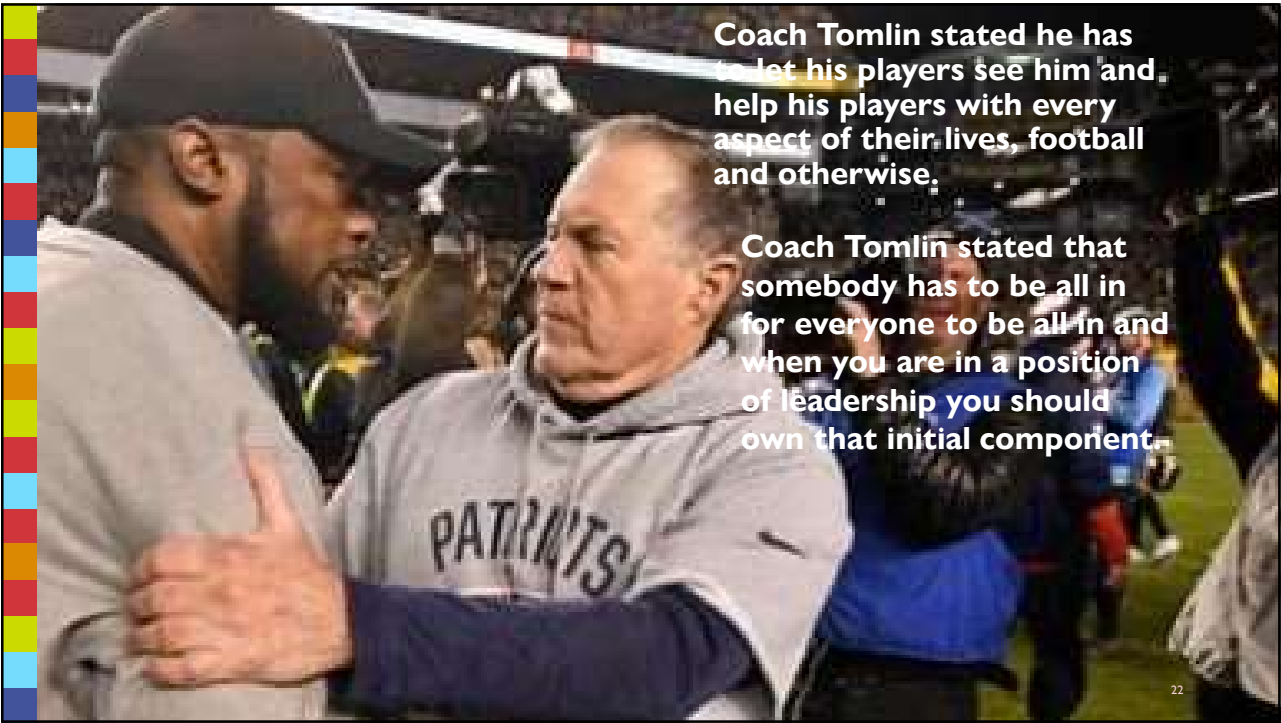 Coach Tomlin stated he has
to let his players see him and
help his players with every
aspect of their lives, football
and otherwise.
Coach Tomlin stated that
somebody has to be all in
for everyone to be all in and
when you are in a position
of leadership you should
own that initial component.
PATRIOTS
22